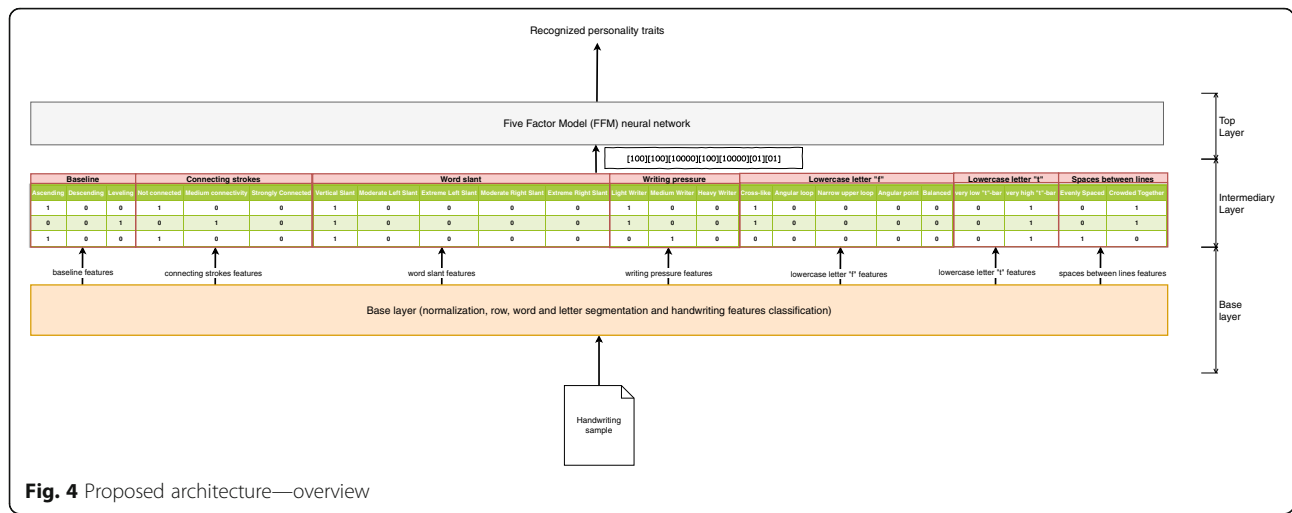 Recognized personality traits
Five Factor Model (FFM) neural network
Top
Layer
[100][100][10000][100][10000][01][01]
Baseline Connecting strokes Word slant Writing pressure Lowercase letter "f" Lowercase letter "t" Spaces between lines
Ascending Descending Leveling Not connected Medium connectivity Strongly Connected Vertical Slant Moderate Left Slant Extreme Left Slant Moderate Right Slant Extreme Right Slant Light Writer Medium Writer Heavy Writer Cross-like Angular loop Narrow upper loop Angular point Balanced very low "t"-bar very high "t"-bar Evenly Spaced Crowded Together
1 0 0 1 0 0 1 0 0 0 0 1 0 0 1 0 0 0 0 0 1 0 1
0 0 1 0 1 0 1 0 0 0 0 1 0 0 1 0 0 0 0 0 1 0 1
1 0 0 1 0 0 1 0 0 0 0 0 1 0 0 0 0 0 0 0 1 1 0
Intermediary
Layer
baseline features connecting strokes features word slant features writing pressure features lowercase letter "f" features lowercase letter "t" features spaces between lines features
Base layer (normalization, row, word and letter segmentation and handwriting features classification)
Base
layer
Handwriting
sample
Fig. 4 Proposed architecture—overview